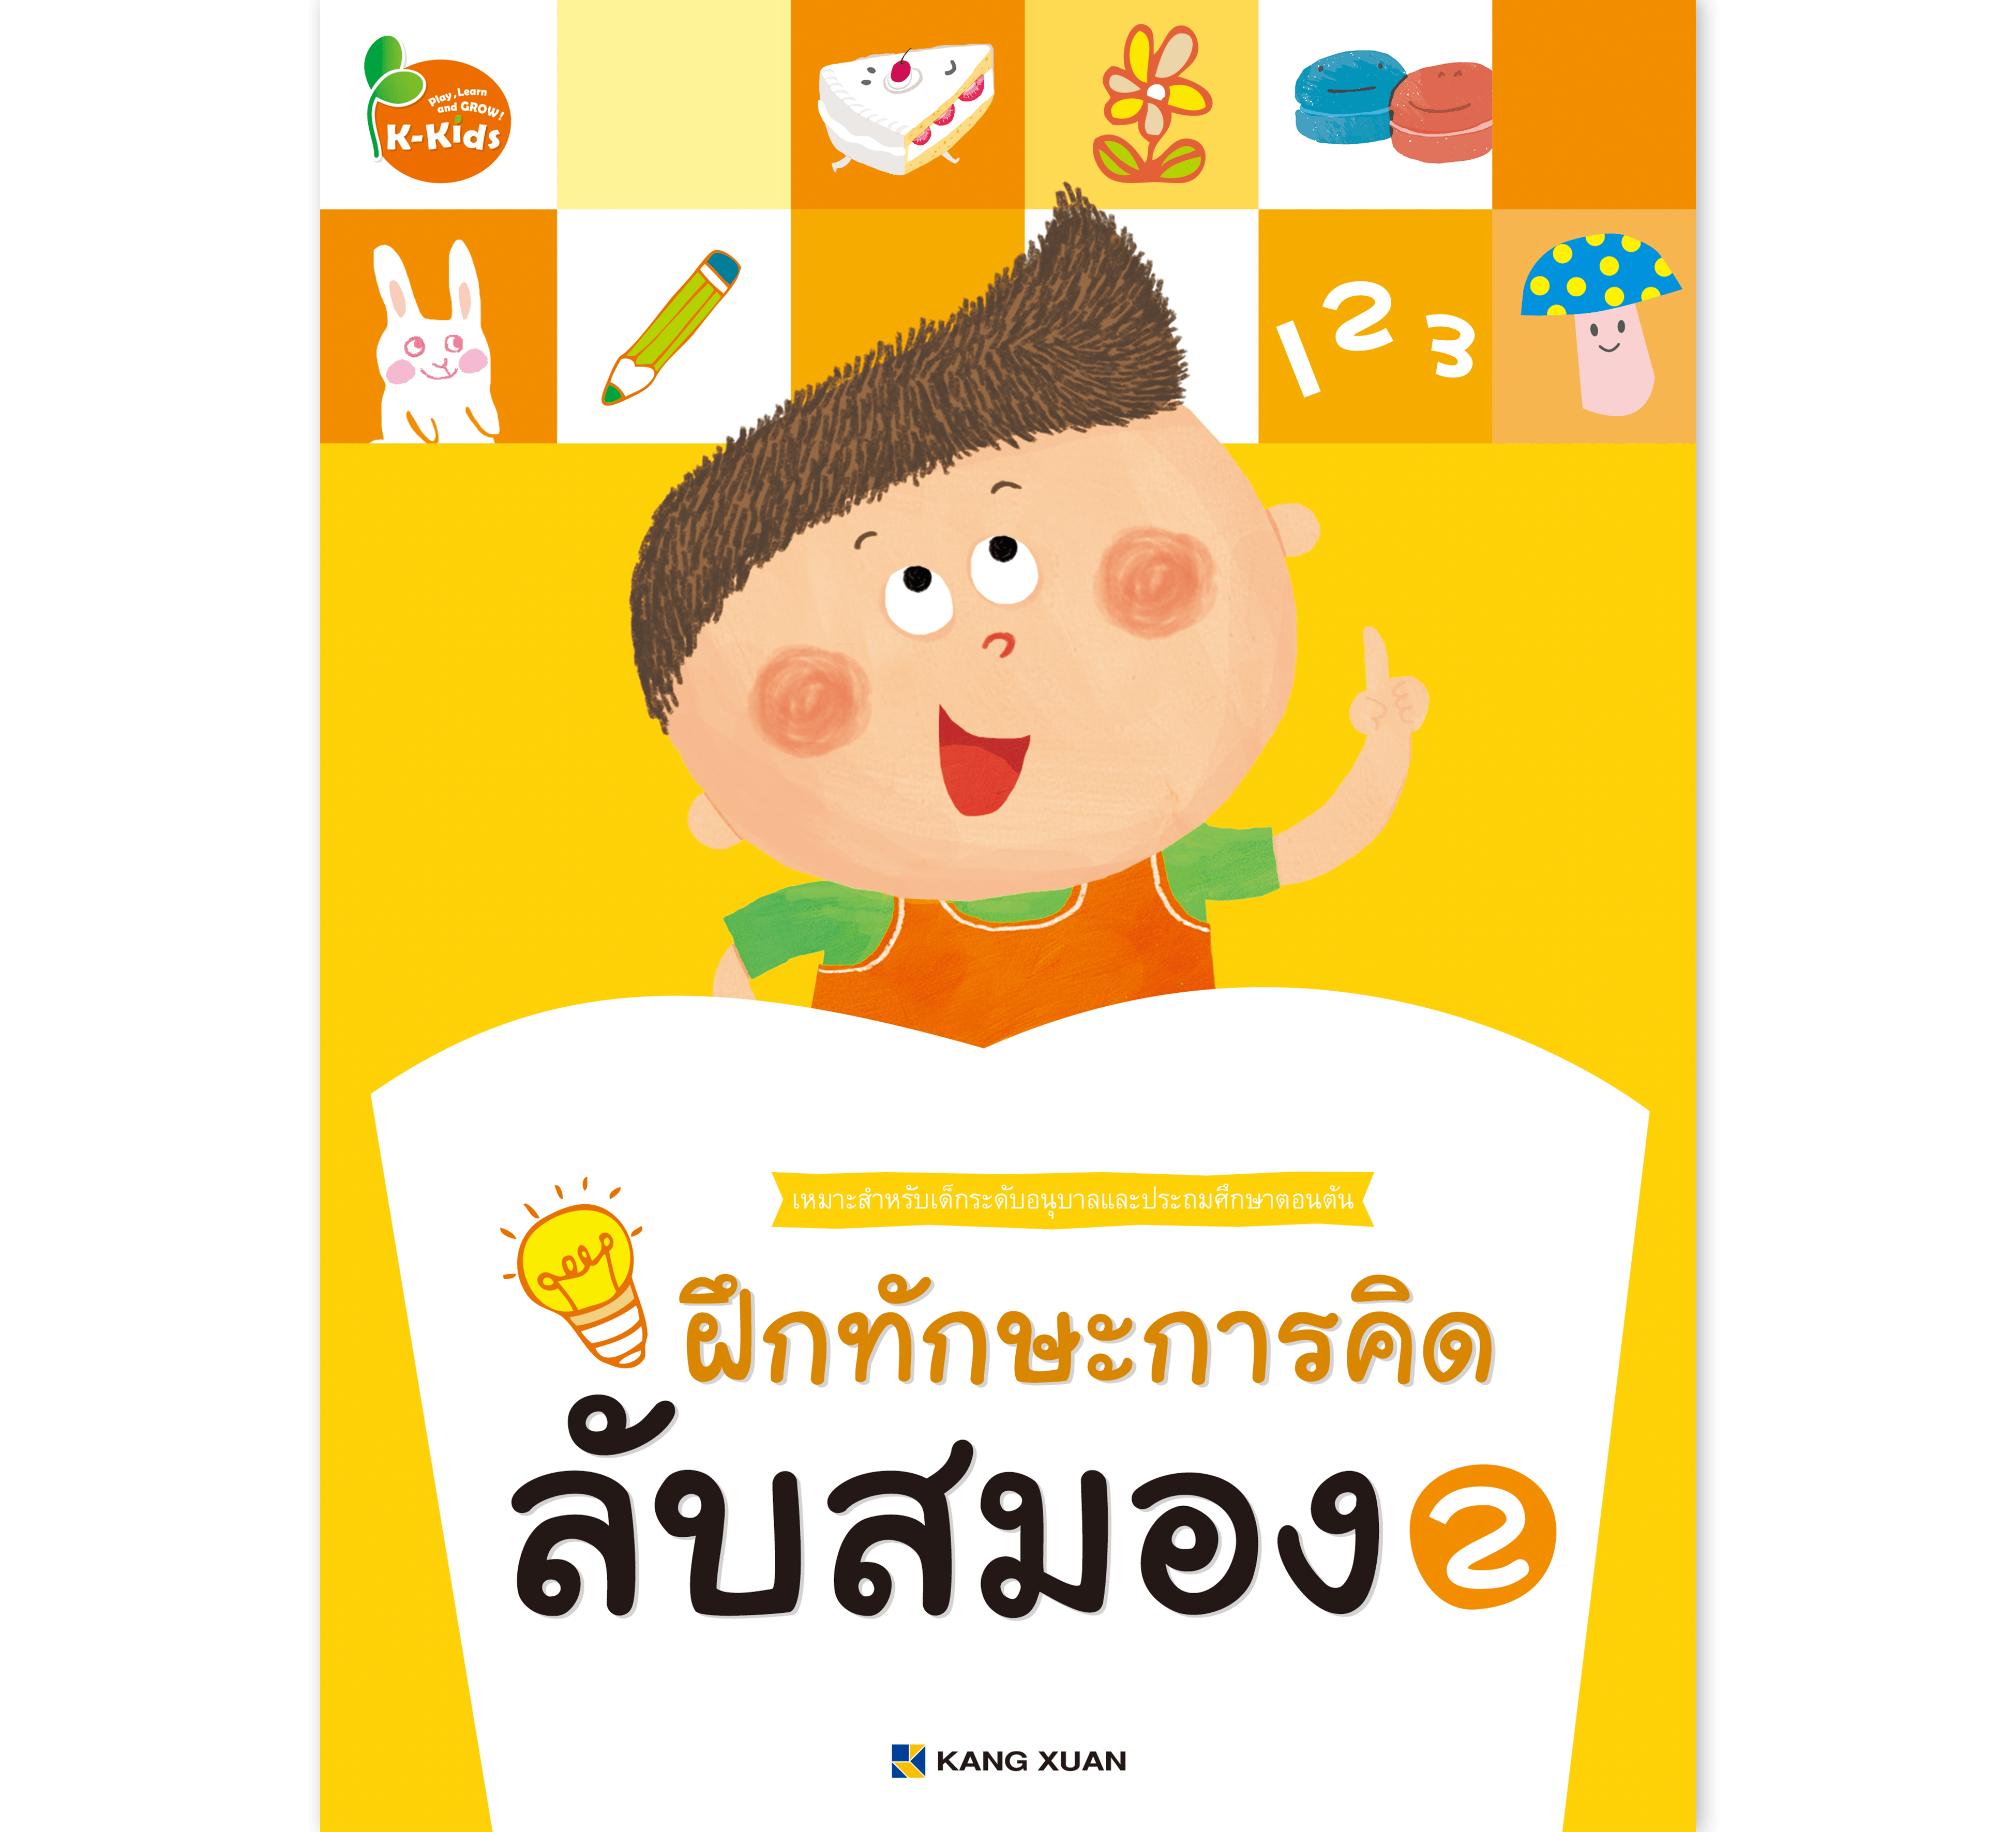 Play, Learn
and GROW!
K-Kids
1 2 3
เหมาะสำหรับเด็กระดับอนุบาลและประถมศึกษาตอนต้น
ฝึกทักษะการคิด
ลับสมอง 2
KANG XUAN